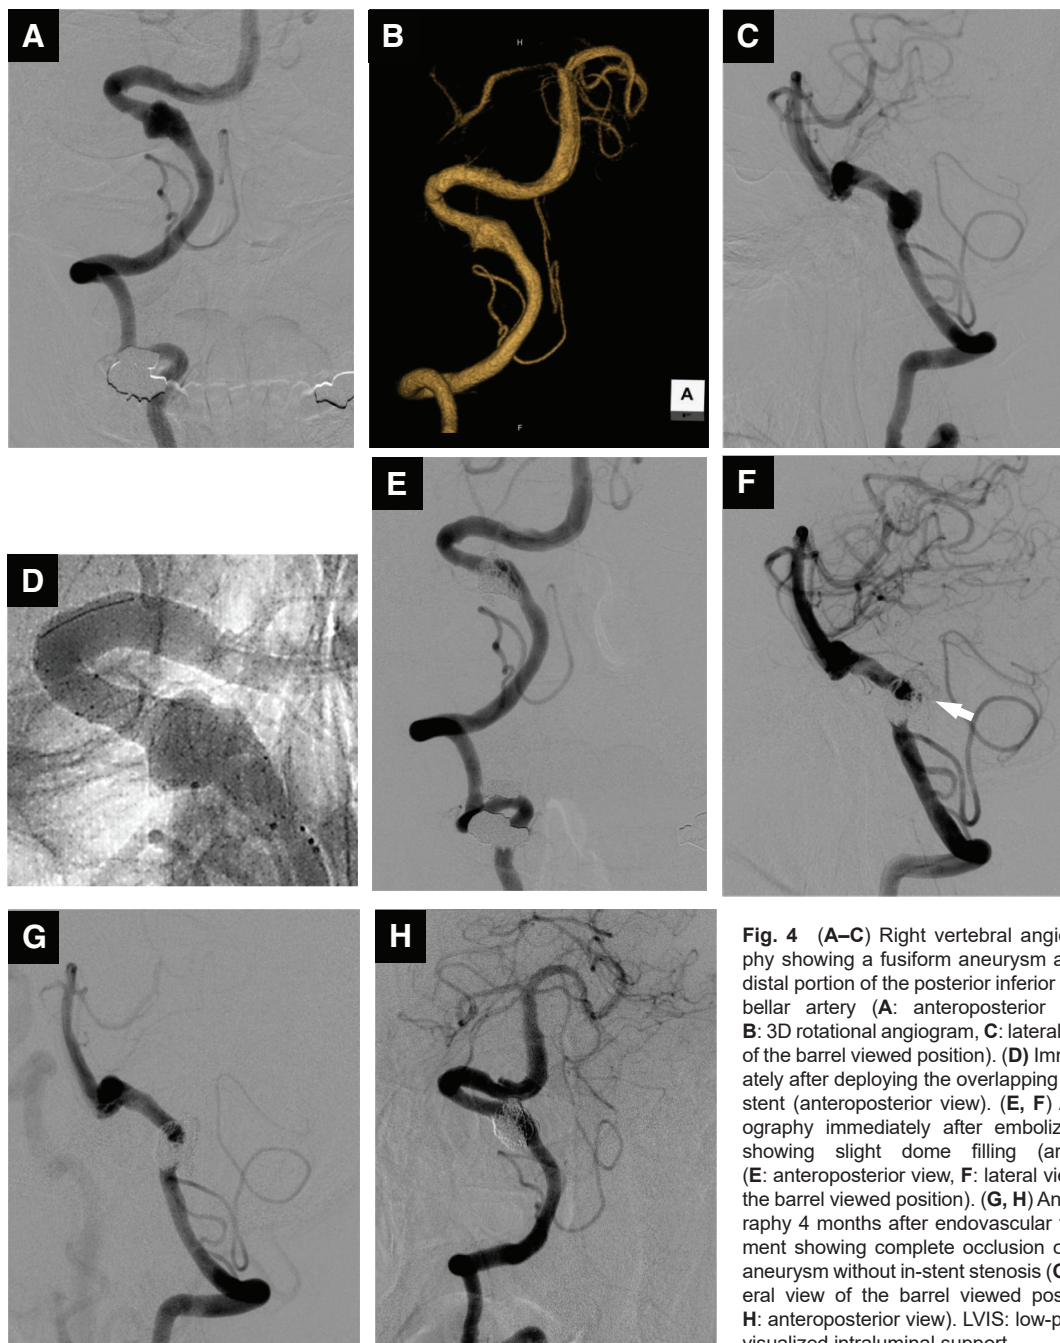 A
B
C
H
A
F
D
E
F
G
H
Fig. 4 (A–C) Right vertebral angio
phy showing a fusiform aneurysm a
distal portion of the posterior inferior
bellar artery (A: anteroposterior
B: 3D rotational angiogram, C: lateral
of the barrel viewed position). (D) Imm
ately after deploying the overlapping
stent (anteroposterior view). (E, F)
ography immediately after emboliz
showing slight dome filling (ar
(E: anteroposterior view, F: lateral vie
the barrel viewed position). (G, H) An
raphy 4 months after endovascular
ment showing complete occlusion o
aneurysm without in-stent stenosis (
eral view of the barrel viewed pos
H: anteroposterior view). LVIS: low-p
visualized intraluminal support